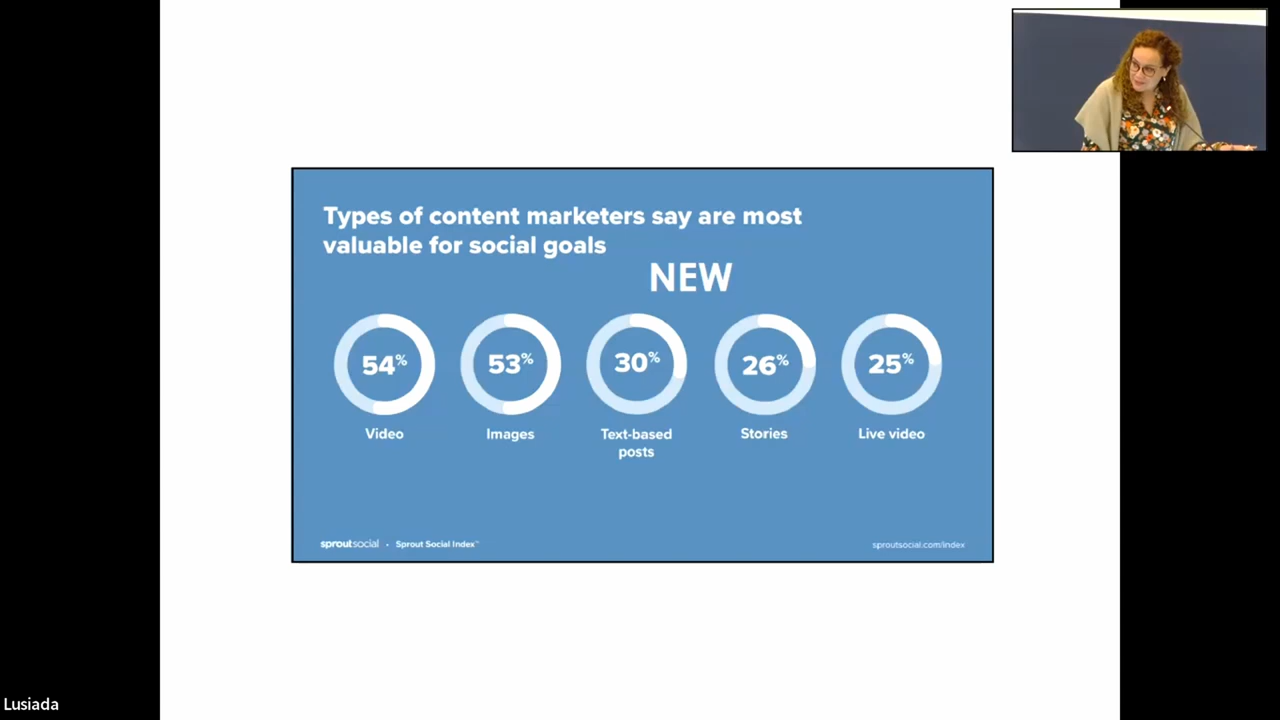 Types of content marketers say are most
valuable for social goals
NEW
54%
53%
30%
26%
25%
Video
Images
Text-based
posts
Stories
Live video
sproutsocial · Sprout Social Index™
sproutsocial.com/index
Lusiada